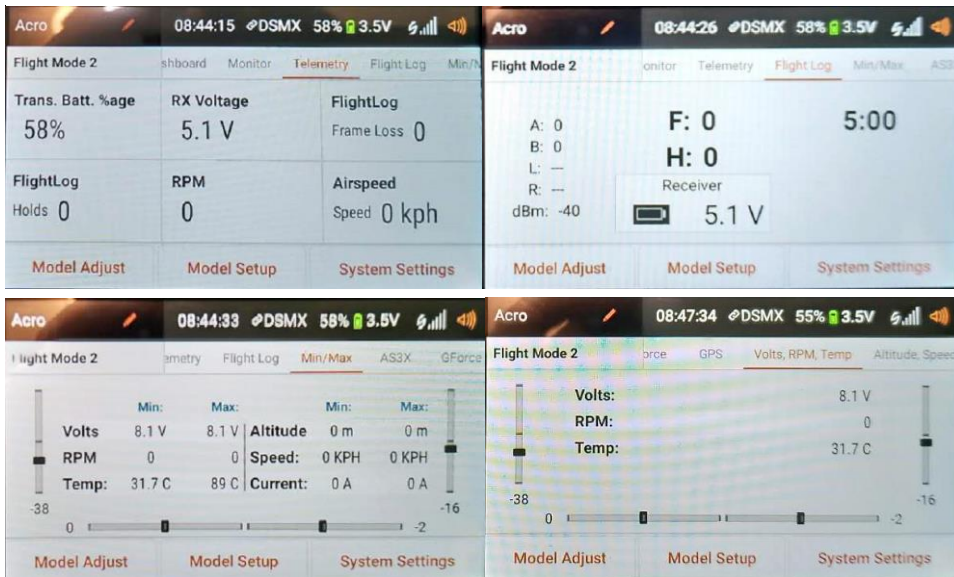 Acro 08:44:15 DSMX 58% 3.5V
Flight Mode 2 shboard Monitor Telemetry Flight Log Min/M
Trans. Batt. %age RX Voltage FlightLog
58% 5.1 V Frame Loss 0
FlightLog RPM Airspeed
Holds 0 0 Speed 0 kph
Model Adjust Model Setup System Settings
Acro 08:44:26 DSMX 58% 3.5V
Flight Mode 2 onitor Telemetry Flight Log Min/Max AS3
A: 0 F: 0 5:00
B: 0
H: 0
L: ---
R: --- Receiver
dBm: -40 5.1 V
Model Adjust Model Setup System Settings
Acro 08:44:33 DSMX 58% 3.5V
light Mode 2 emetry Flight Log Min/Max AS3X GForce
Min: Max: Min: Max:
Volts 8.1 V 8.1 V Altitude 0 m 0 m
RPM 0 0 Speed: 0 KPH 0 KPH
Temp: 31.7 C 89 C Current: 0 A 0 A
-38 -16
0 -2
Model Adjust Model Setup System Settings
Acro 08:47:34 DSMX 55% 3.5V
Flight Mode 2 orce GPS Volts, RPM, Temp Altitude, Speed
Volts: 8.1 V
RPM: 0
Temp: 31.7 C
-38 -16
0 -2
Model Adjust Model Setup System Settings